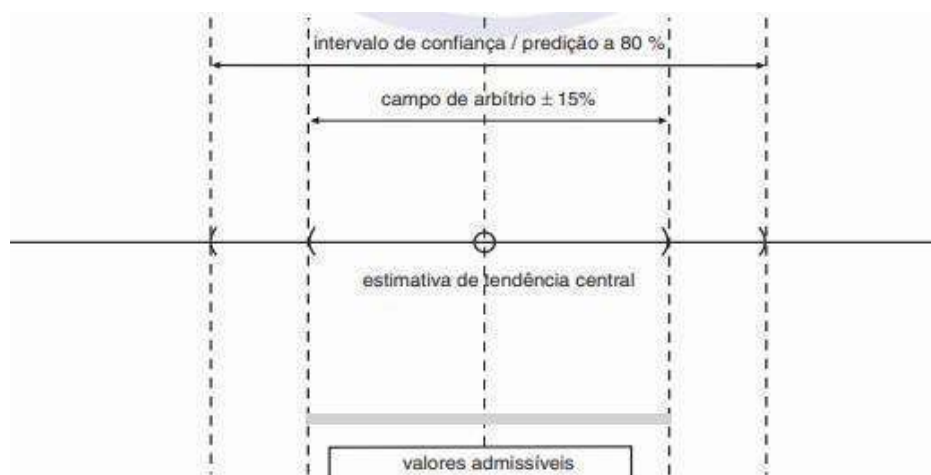 intervalo de confiança / predição a 80 %
campo de arbítrio ± 15%
estimativa de tendência central
valores admissíveis